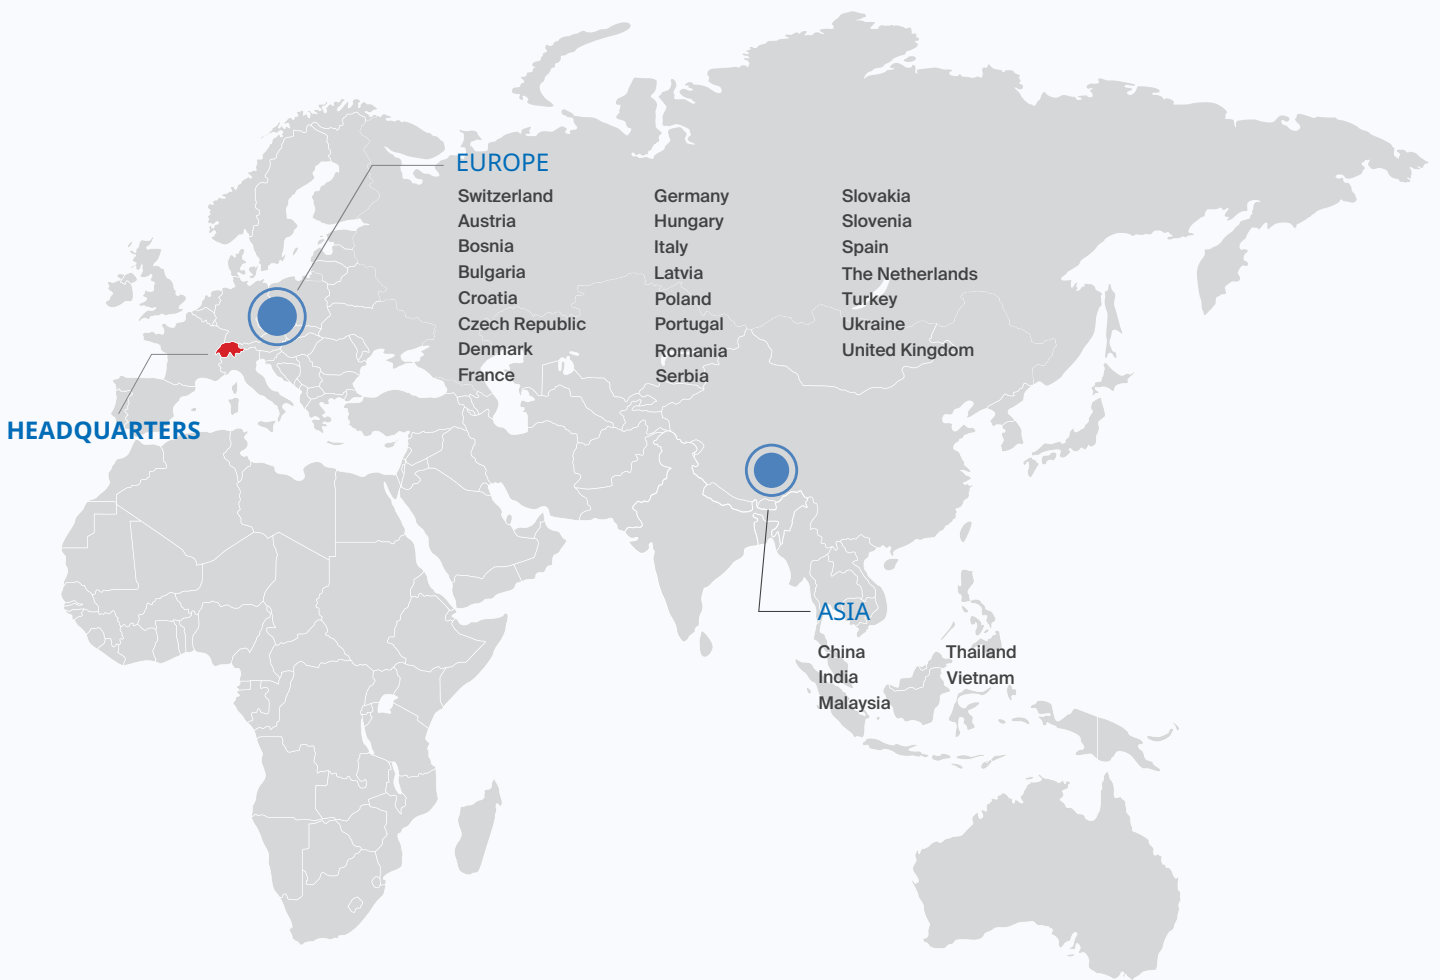 EUROPE
Switzerland
Austria
Bosnia
Bulgaria
Croatia
Czech Republic
Denmark
France
Germany
Hungary
Italy
Latvia
Poland
Portugal
Romania
Serbia
Slovakia
Slovenia
Spain
The Netherlands
Turkey
Ukraine
United Kingdom
HEADQUARTERS
ASIA
China
India
Malaysia
Thailand
Vietnam